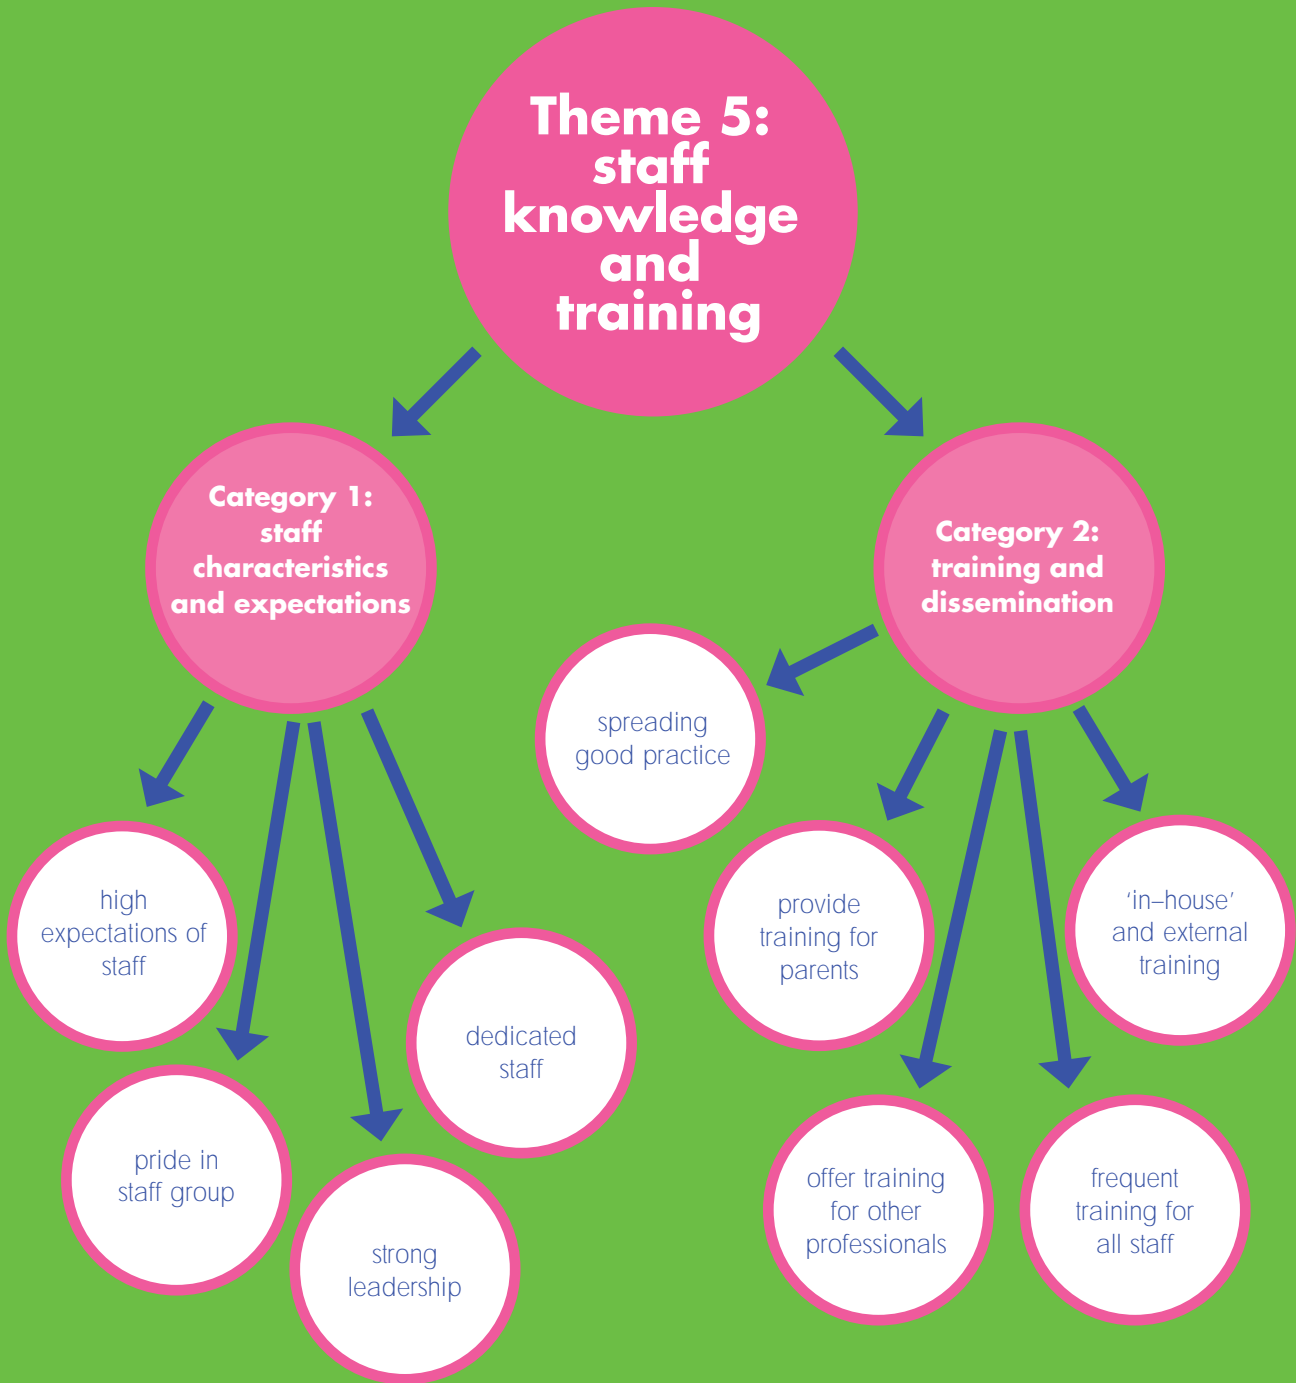 Theme 5:
staff
knowledge
and
training
Category 1:
staff
characteristics
and expectations
Category 2:
training and
dissemination
spreading
good practice
high
expectations of
staff
pride in
staff group
strong
leadership
dedicated
staff
provide
training for
parents
offer training
for other
professionals
frequent
training for
all staff
‘in–house’
and external
training